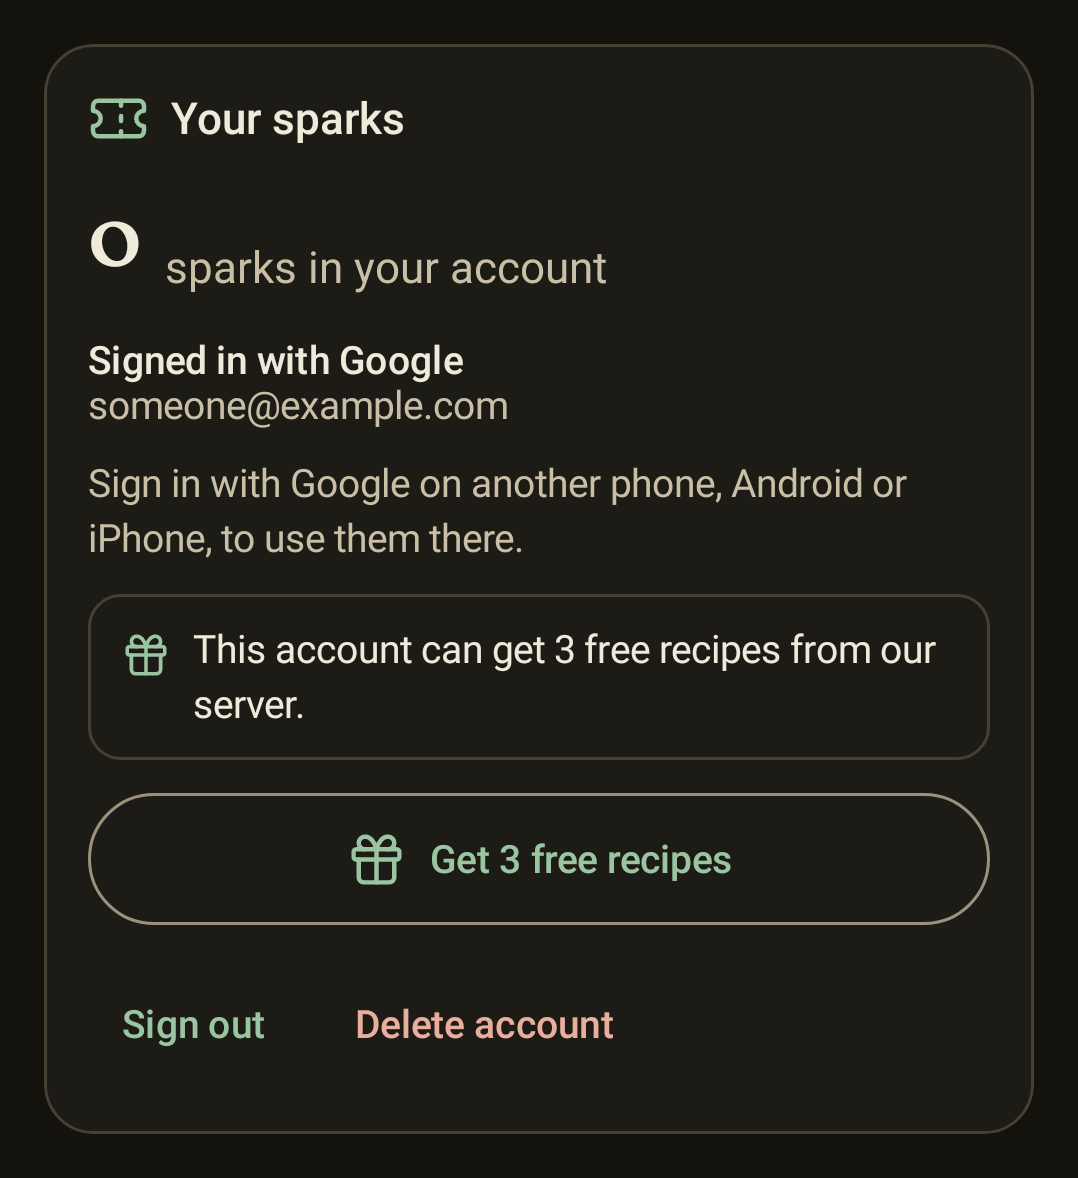 Your sparks
0 sparks in your account
Signed in with Google
someone@example.com
Sign in with Google on another phone, Android or
iPhone, to use them there.
This account can get 3 free recipes from our
server.
Get 3 free recipes
Sign out Delete account